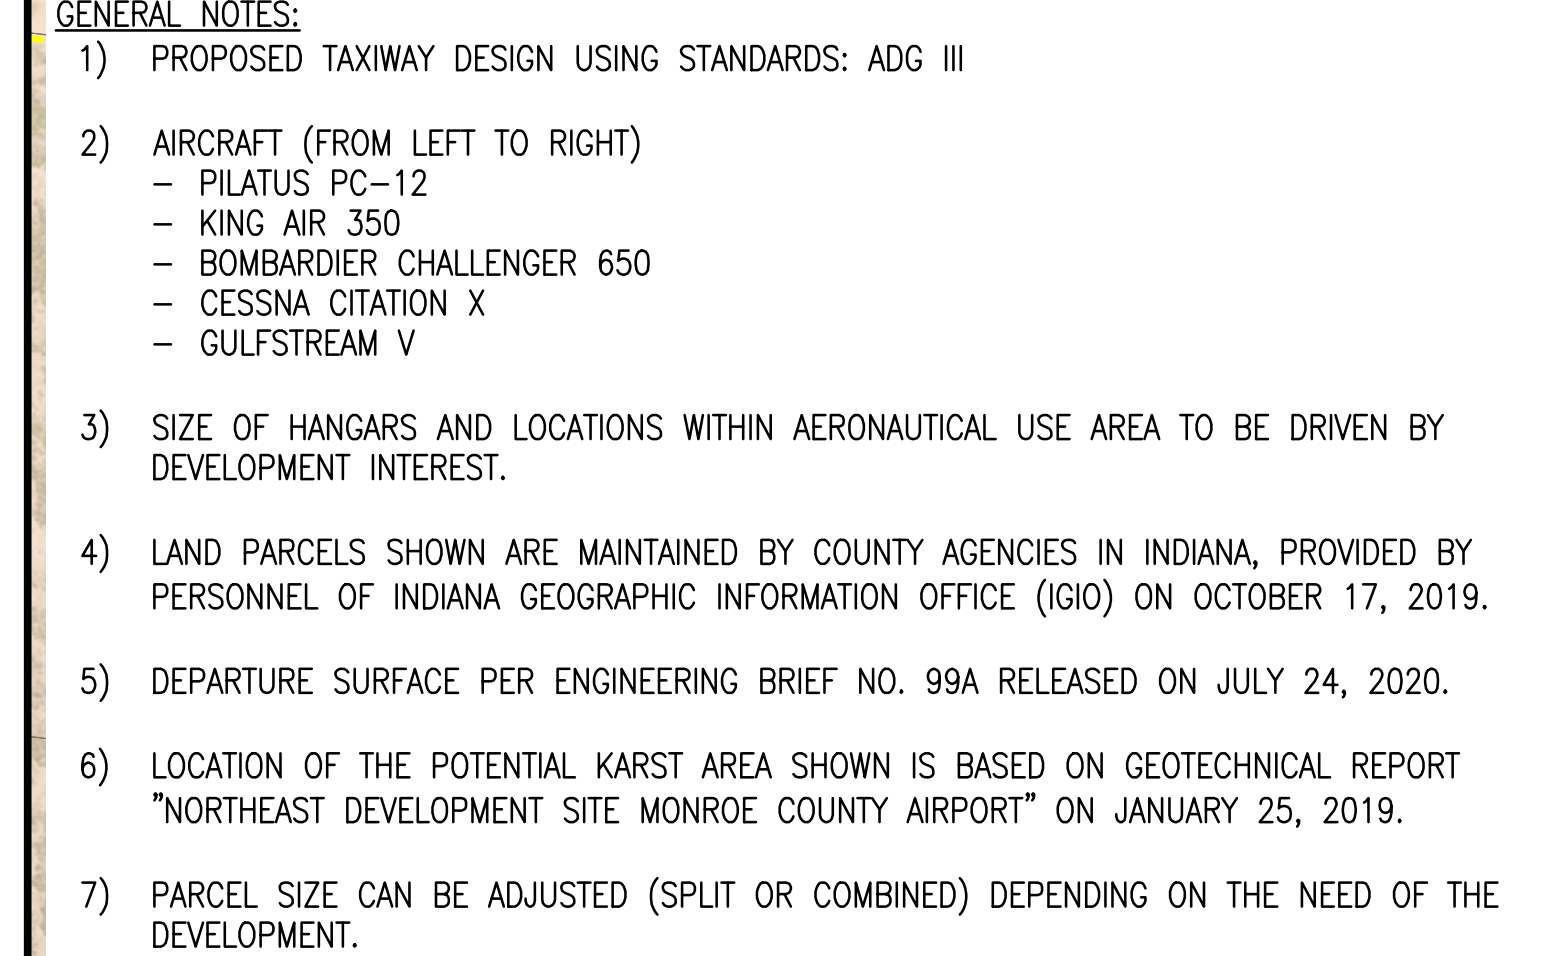 GENERAL NOTES:
1) PROPOSED TAXIWAY DESIGN USING STANDARDS: ADG III
2) AIRCRAFT (FROM LEFT TO RIGHT)
– PILATUS PC–12
– KING AIR 350
– BOMBARDIER CHALLENGER 650
– CESSNA CITATION X
– GULFSTREAM V
3) SIZE OF HANGARS AND LOCATIONS WITHIN AERONAUTICAL USE AREA TO BE DRIVEN BY
DEVELOPMENT INTEREST.
4) LAND PARCELS SHOWN ARE MAINTAINED BY COUNTY AGENCIES IN INDIANA, PROVIDED BY
PERSONNEL OF INDIANA GEOGRAPHIC INFORMATION OFFICE (IGIO) ON OCTOBER 17, 2019.
5) DEPARTURE SURFACE PER ENGINEERING BRIEF NO. 99A RELEASED ON JULY 24, 2020.
6) LOCATION OF THE POTENTIAL KARST AREA SHOWN IS BASED ON GEOTECHNICAL REPORT
"NORTHEAST DEVELOPMENT SITE MONROE COUNTY AIRPORT" ON JANUARY 25, 2019.
7) PARCEL SIZE CAN BE ADJUSTED (SPLIT OR COMBINED) DEPENDING ON THE NEED OF THE
DEVELOPMENT.